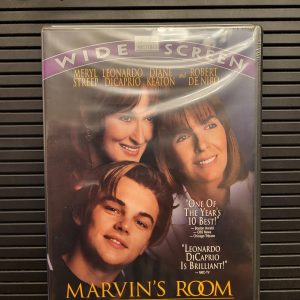 WIDE SCREEN
MERYL LEONARDO DIANE AND ROBERT
STREEP DICAPRIO KEATON DE NIRO
"ONE OF
THE YEAR'S
10 BEST!"
"LEONARDO
DICAPRIO
IS BRILLIANT!"
MARVIN'S ROOM